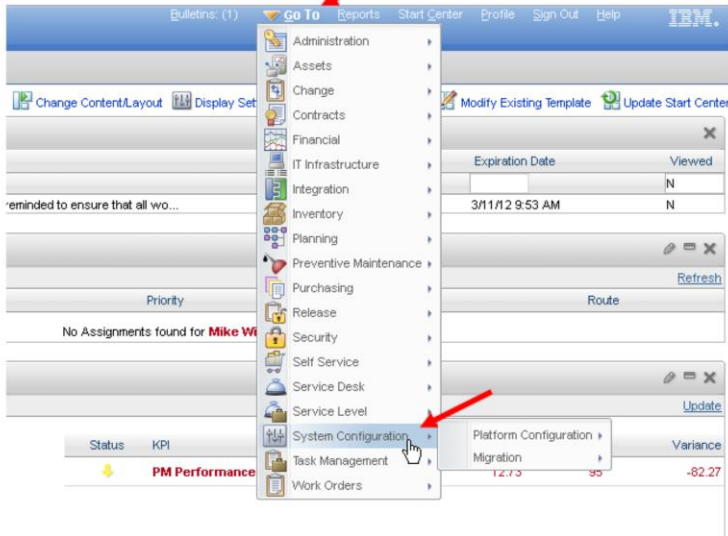 Bulletins: (1) Go To Reports Start Center Profile Sign Out Help IBM.
Change Content/Layout Display Set Modify Existing Template Update Start Center
Administration
Assets
Change
Contracts
Financial
IT Infrastructure
Integration
Inventory
Planning
Preventive Maintenance
Purchasing
Release
Security
Self Service
Service Desk
Service Level
System Configuration
Task Management
Work Orders
Platform Configuration
Migration
Expiration Date Viewed
N
reminded to ensure that all wo... 3/11/12 9:53 AM N
Refresh
Priority Route
No Assignments found for Mike Wi
Update
Status KPI Variance
PM Performance 12.73 95 -82.27